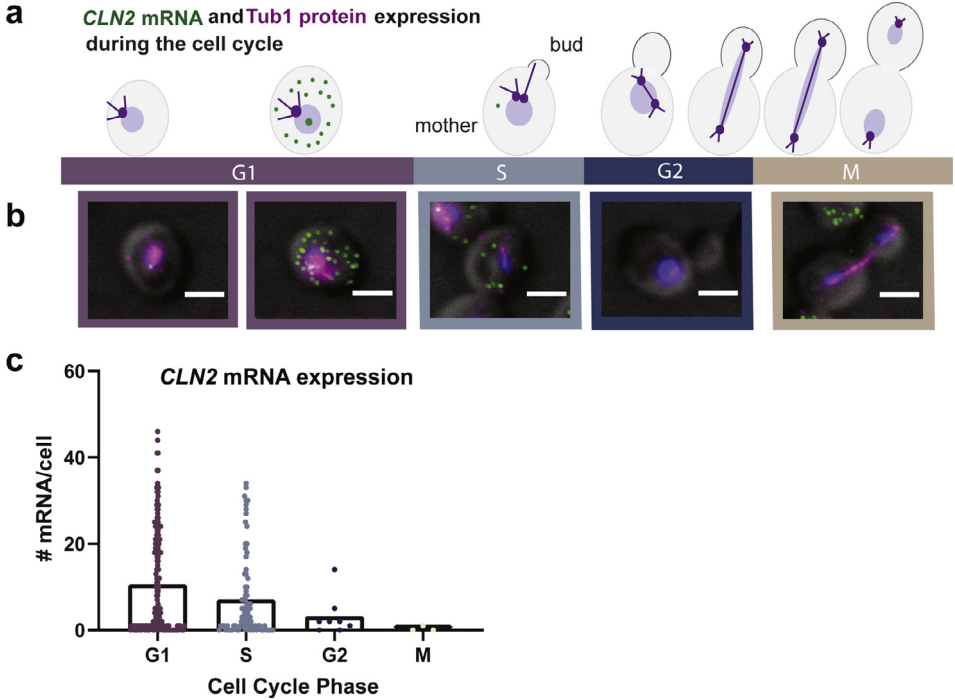 a
CLN2 mRNA and Tub1 protein expression
during the cell cycle
bud
mother
G1 S G2 M
b
c
CLN2 mRNA expression
# mRNA/cell
60
40
20
0
G1 S G2 M
Cell Cycle Phase